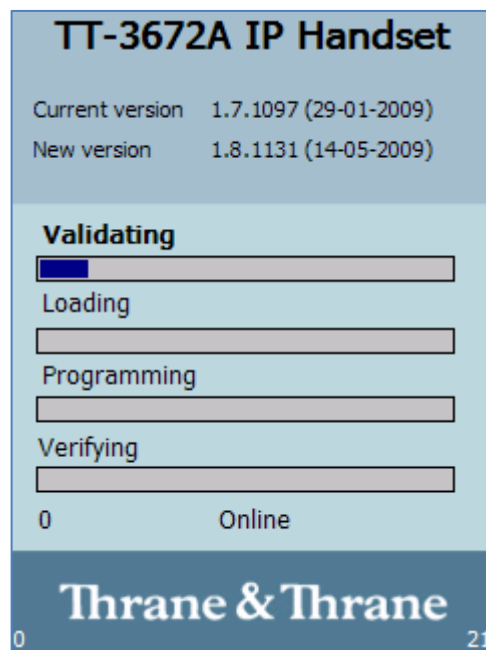 TT-3672A IP Handset
Current version 1.7.1097 (29-01-2009)
New version 1.8.1131 (14-05-2009)
Validating
Loading
Programming
Verifying
0 Online
Thrane & Thrane
0 21